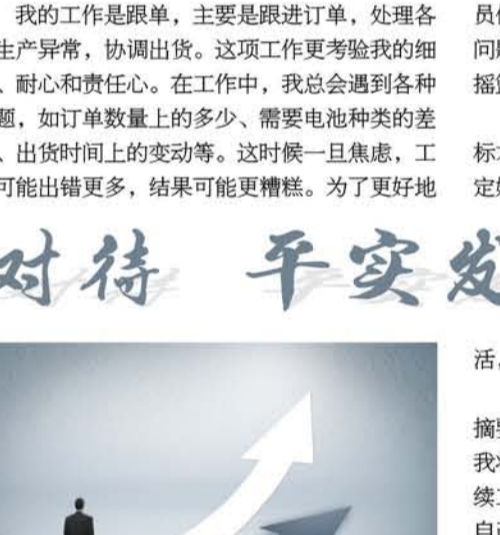 我的工作是跟单，主要是跟进订单，处理各
生产异常，协调出货。这项工作更考验我的细
、耐心和责任心。在工作中，我总会遇到各种
题，如订单数量上的多少、需要电池种类的差
、出货时间上的变动等。这时候一旦焦虑，工
可能出错更多，结果可能更糟糕。为了更好地
员
问
摇
标
定
对待 平实发
活，
摘
我
续
自